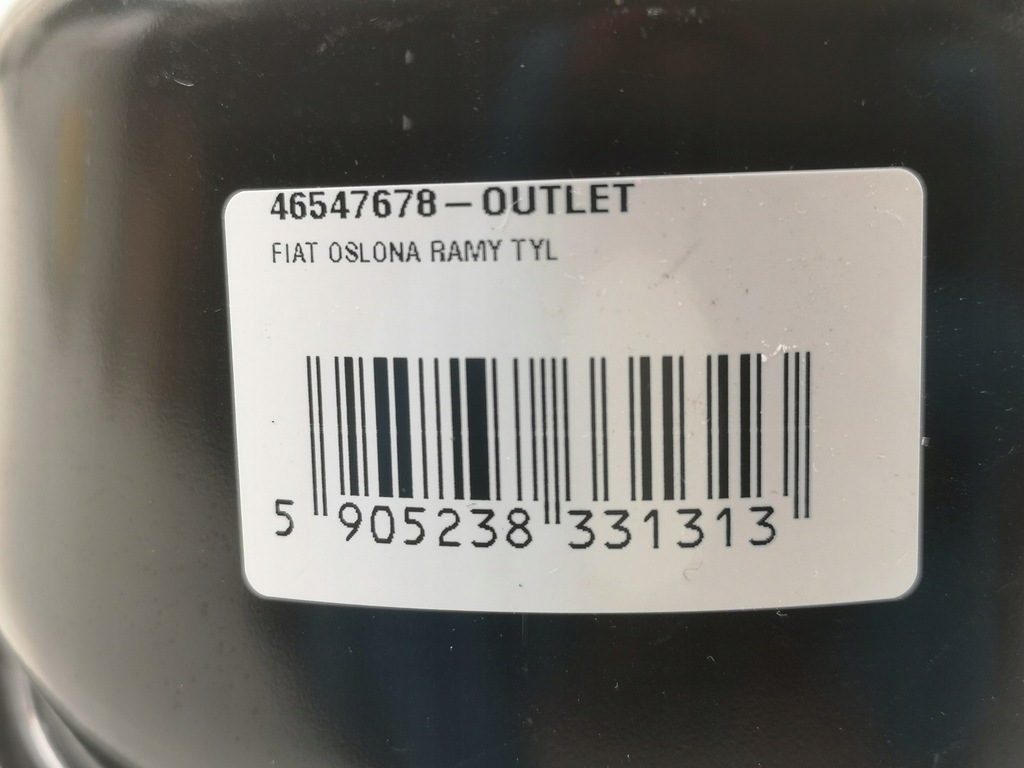 46547678-OUTLET
FIAT OSLONA RAMY TYL
5 905238 331313